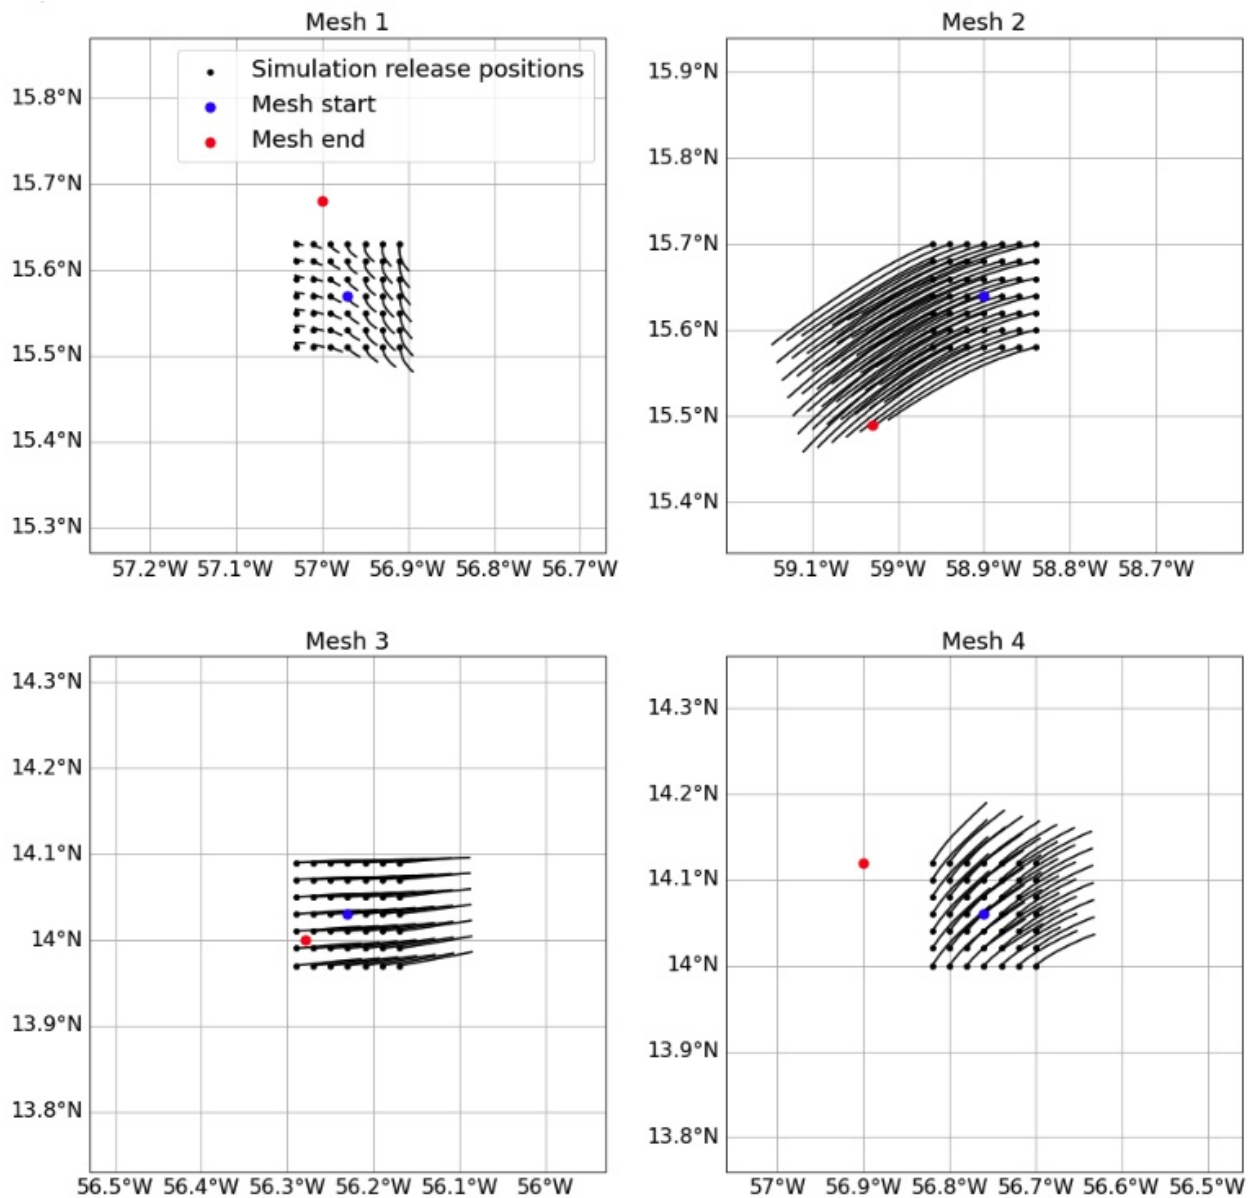 Mesh 1
Simulation release positions
Mesh start
Mesh end
15.8°N
15.7°N
15.6°N
15.5°N
15.4°N
15.3°N
57.2°W 57.1°W 57°W 56.9°W 56.8°W 56.7°W
Mesh 2
15.9°N
15.8°N
15.7°N
15.6°N
15.5°N
15.4°N
59.1°W 59°W 58.9°W 58.8°W 58.7°W
Mesh 3
14.3°N
14.2°N
14.1°N
14°N
13.9°N
13.8°N
56.5°W 56.4°W 56.3°W 56.2°W 56.1°W 56°W
Mesh 4
14.3°N
14.2°N
14.1°N
14°N
13.9°N
13.8°N
57°W 56.9°W 56.8°W 56.7°W 56.6°W 56.5°W